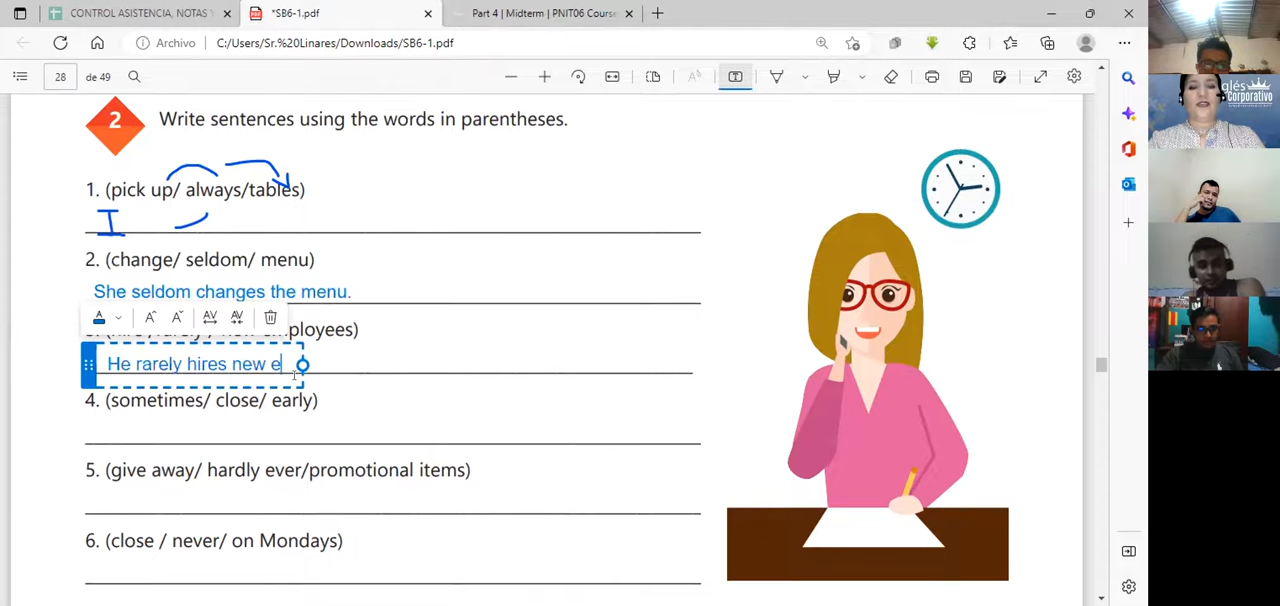 CONTROL ASISTENCIA, NOTAS
*SB6-1.pdf
Part 4 | Midterm | PNIT06 Course
Archivo
C:/Users/Sr.%20Linares/Downloads/SB6-1.pdf
28 de 49
2 Write sentences using the words in parentheses.
1. (pick up/ always/tables)
I
2. (change/ seldom/ menu)
She seldom changes the menu.
employees)
He rarely hires new e
4. (sometimes/ close/ early)
5. (give away/ hardly ever/promotional items)
6. (close / never/ on Mondays)
glés
Corporativo